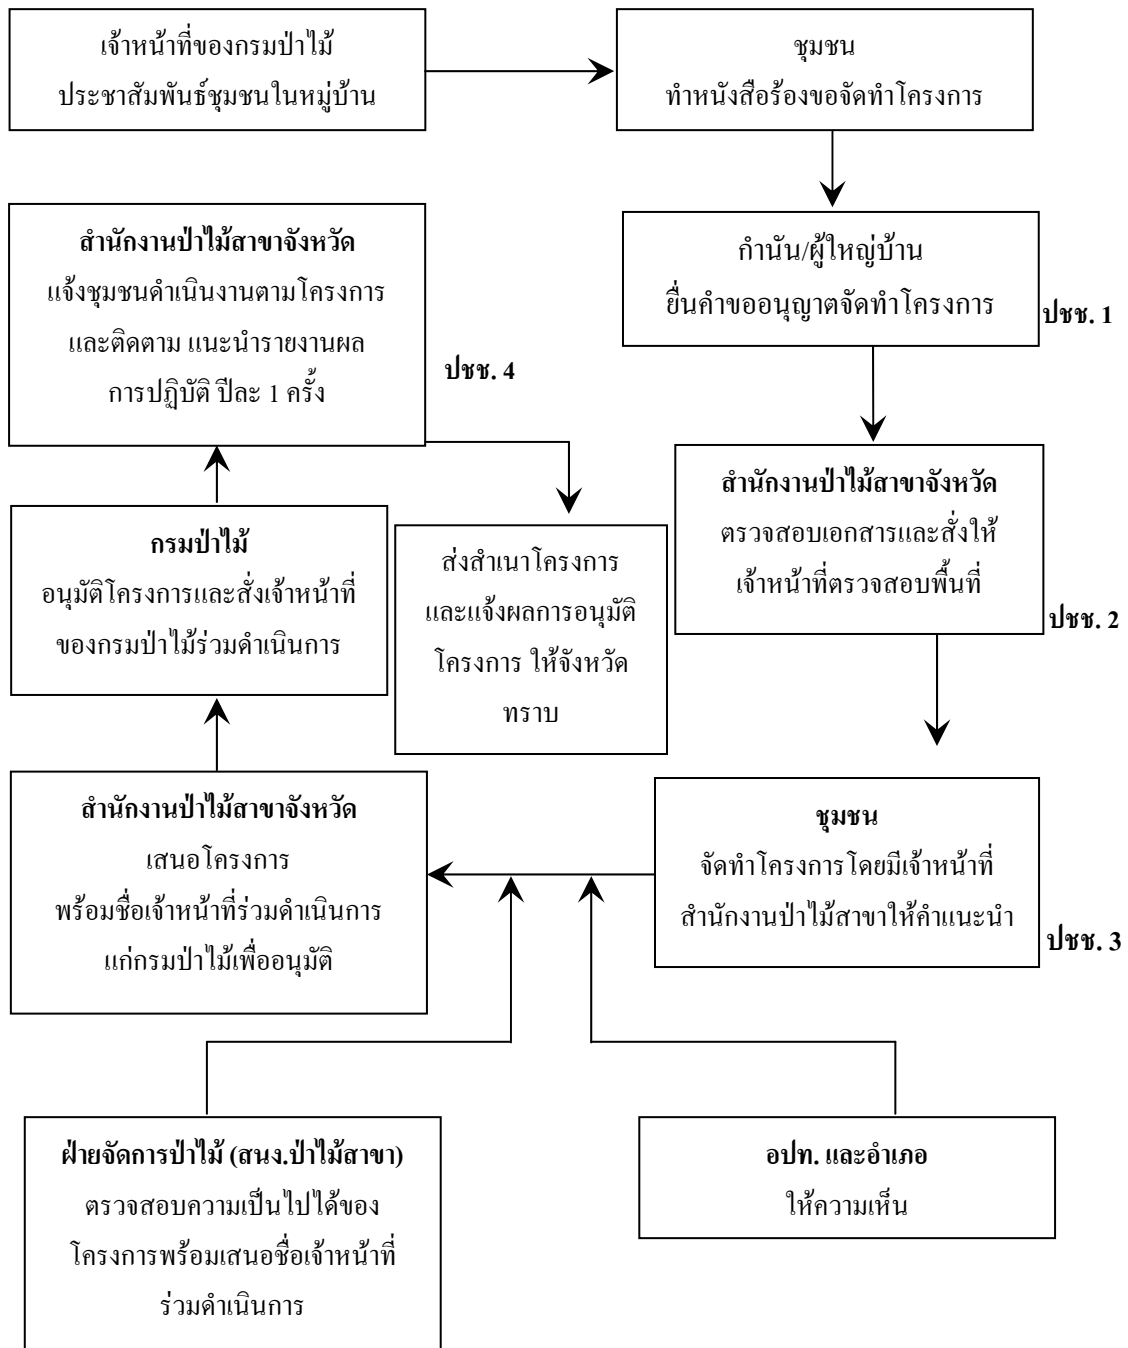 เจ้าหน้าที่ของกรมป่าไม้
ประชาสัมพันธ์ชุมชนในหมู่บ้าน
ชุมชน
ทำหนังสือร้องขอจัดทำโครงการ
กำนัน/ผู้ใหญ่บ้าน
ยื่นคำขออนุญาตจัดทำโครงการ
ปชช. 1
สำนักงานป่าไม้สาขาจังหวัด
ตรวจสอบเอกสารและสั่งให้
เจ้าหน้าที่ตรวจสอบพื้นที่
ปชช. 2
ชุมชน
จัดทำโครงการโดยมีเจ้าหน้าที่
สำนักงานป่าไม้สาขาให้คำแนะนำ
ปชช. 3
อปท. และอำเภอ
ให้ความเห็น
ฝ่ายจัดการป่าไม้ (สนง.ป่าไม้สาขา)
ตรวจสอบความเป็นไปได้ของ
โครงการพร้อมเสนอชื่อเจ้าหน้าที่
ร่วมดำเนินการ
สำนักงานป่าไม้สาขาจังหวัด
เสนอโครงการ
พร้อมชื่อเจ้าหน้าที่ร่วมดำเนินการ
แก่กรมป่าไม้เพื่ออนุมัติ
กรมป่าไม้
อนุมัติโครงการและสั่งเจ้าหน้าที่
ของกรมป่าไม้ร่วมดำเนินการ
สำนักงานป่าไม้สาขาจังหวัด
แจ้งชุมชนดำเนินงานตามโครงการ
และติดตาม แนะนำรายงานผล
การปฏิบัติ ปีละ 1 ครั้ง
ปชช. 4
ส่งสำเนาโครงการ
และแจ้งผลการอนุมัติ
โครงการ ให้จังหวัด
ทราบ